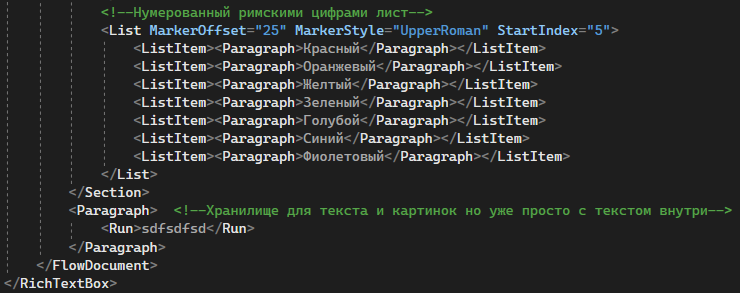 <!--Нумерованный римскими цифрами лист-->
<List MarkerOffset="25" MarkerStyle="UpperRoman" StartIndex="5">
<ListItem><Paragraph>Красный</Paragraph></ListItem>
<ListItem><Paragraph>Оранжевый</Paragraph></ListItem>
<ListItem><Paragraph>Желтый</Paragraph></ListItem>
<ListItem><Paragraph>Зеленый</Paragraph></ListItem>
<ListItem><Paragraph>Голубой</Paragraph></ListItem>
<ListItem><Paragraph>Синий</Paragraph></ListItem>
<ListItem><Paragraph>Фиолетовый</Paragraph></ListItem>
</List>
</Section>
<Paragraph> <!--Хранилище для текста и картинок но уже просто с текстом внутри-->
<Run>sdfsdfsd</Run>
</Paragraph>
</FlowDocument>
</RichTextBox>